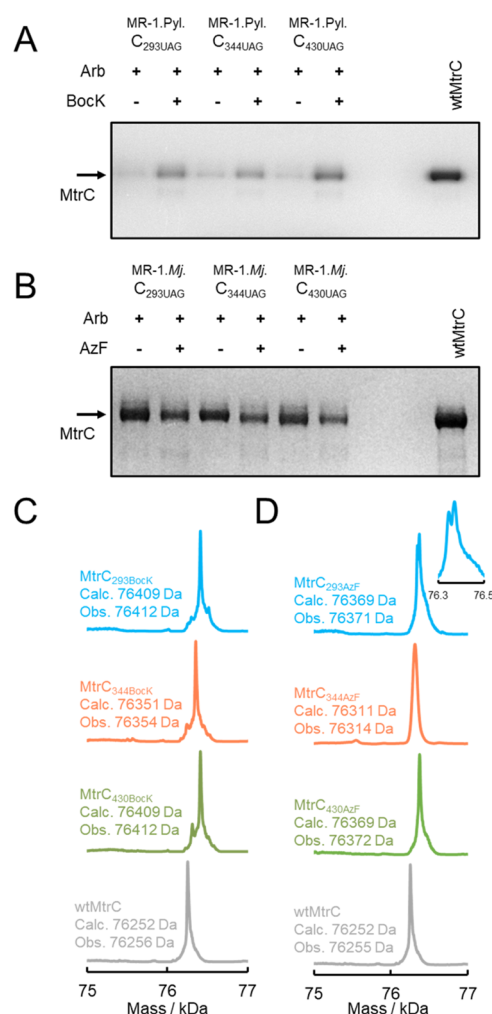 A
MR-1.Pyl. MR-1.Pyl. MR-1.Pyl.
C293UAG C344UAG C430UAG
Arb + + + + + +
BocK - + - + - +
wtMtrC
MtrC
B
MR-1.Mj. MR-1.Mj. MR-1.Mj.
C293UAG C344UAG C430UAG
Arb + + + + + +
AzF - + - + - +
wtMtrC
MtrC
C
MtrC293BocK
Calc. 76409 Da
Obs. 76412 Da
MtrC344BocK
Calc. 76351 Da
Obs. 76354 Da
MtrC430BocK
Calc. 76409 Da
Obs. 76412 Da
wtMtrC
Calc. 76252 Da
Obs. 76256 Da
75 76 77
Mass / kDa
D
76.3 76.5
MtrC293AzF
Calc. 76369 Da
Obs. 76371 Da
MtrC344AzF
Calc. 76311 Da
Obs. 76314 Da
MtrC430AzF
Calc. 76369 Da
Obs. 76372 Da
wtMtrC
Calc. 76252 Da
Obs. 76255 Da
75 76 77
Mass / kDa